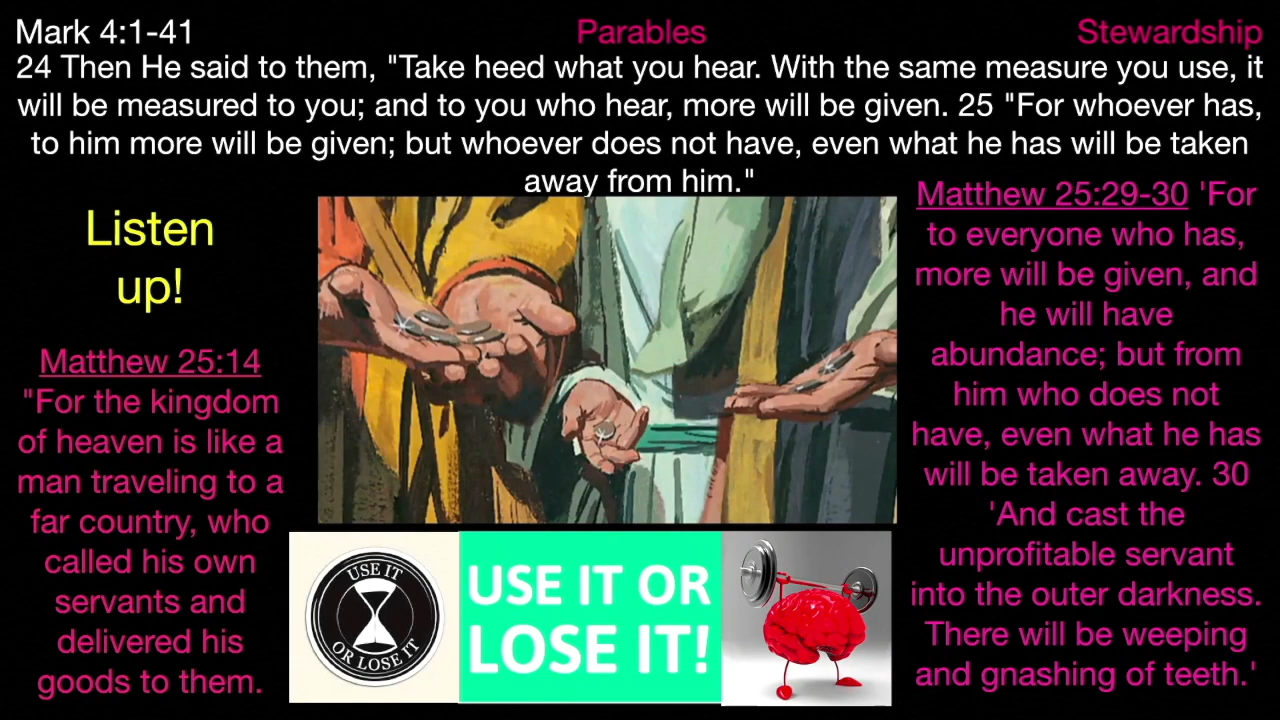 Mark 4:1-41
Parables
Stewardship
24 Then He said to them, "Take heed what you hear. With the same measure you use, it
will be measured to you; and to you who hear, more will be given. 25 "For whoever has,
to him more will be given; but whoever does not have, even what he has will be taken
away from him."
Listen
up!
Matthew 25:14
"For the kingdom
of heaven is like a
man traveling to a
far country, who
called his own
servants and
delivered his
goods to them.
Matthew 25:29-30 'For
to everyone who has,
more will be given, and
he will have
abundance; but from
him who does not
have, even what he has
will be taken away. 30
'And cast the
unprofitable servant
into the outer darkness.
There will be weeping
and gnashing of teeth.'
USE IT
OR LOSE IT
USE IT OR
LOSE IT!